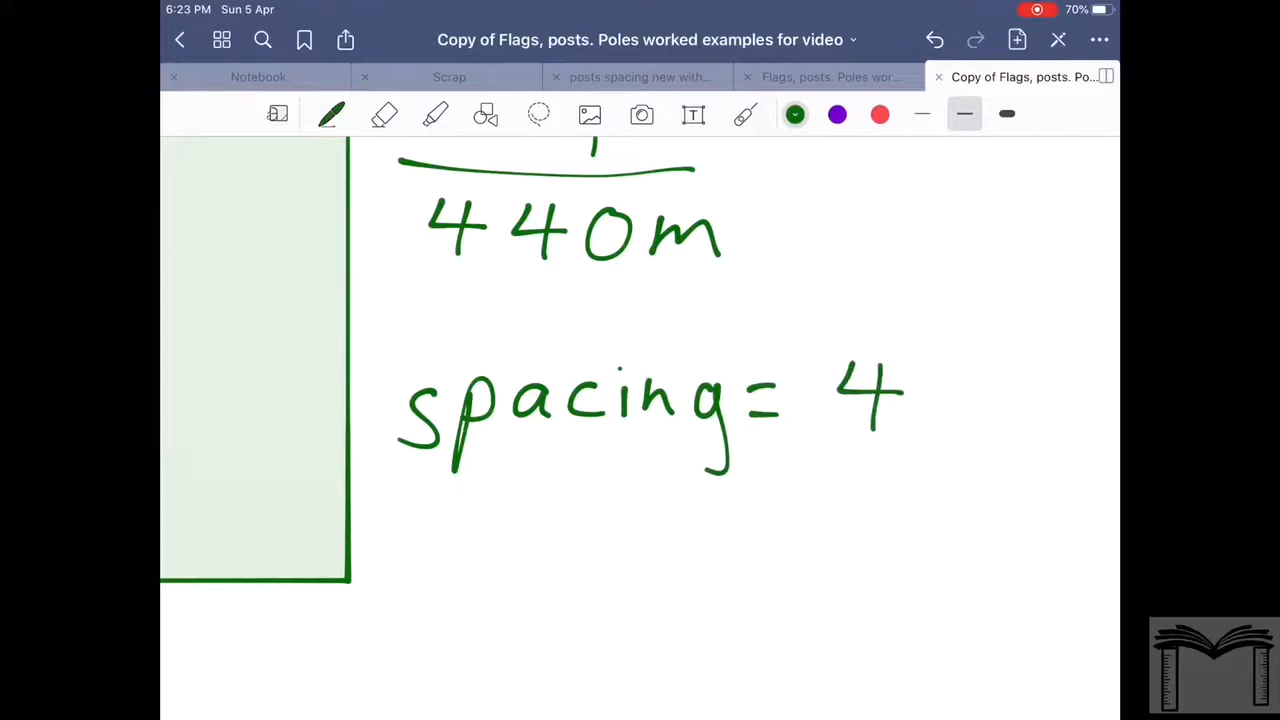 6:23 PM Sun 5 Apr 70%
Copy of Flags, posts. Poles worked examples for video
Notebook Scrap posts spacing new with... Flags, posts. Poles wor... Copy of Flags, posts. Po...
T
440m
spacing= 4